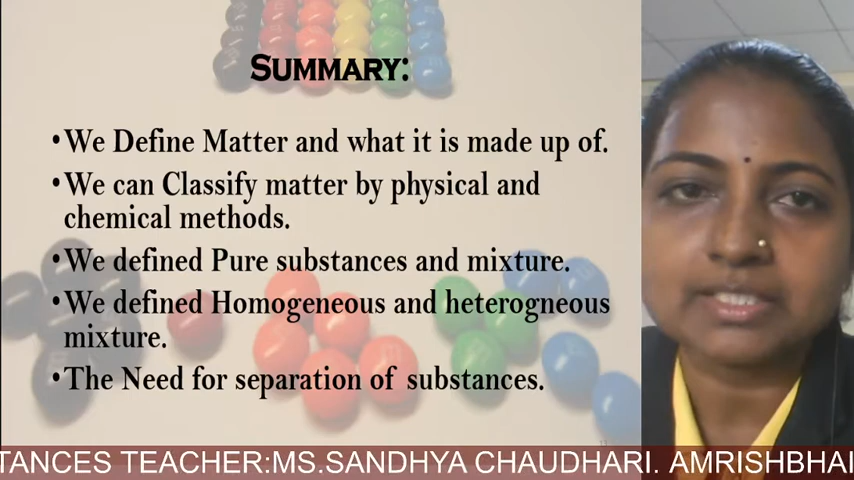 SUMMARY:
•We Define Matter and what it is made up of.
•We can Classify matter by physical and
chemical methods.
•We defined Pure substances and mixture.
•We defined Homogeneous and heterogneous
mixture.
•The Need for separation of substances.
TANCES TEACHER:MS.SANDHYA CHAUDHARI. AMRISHBHAI